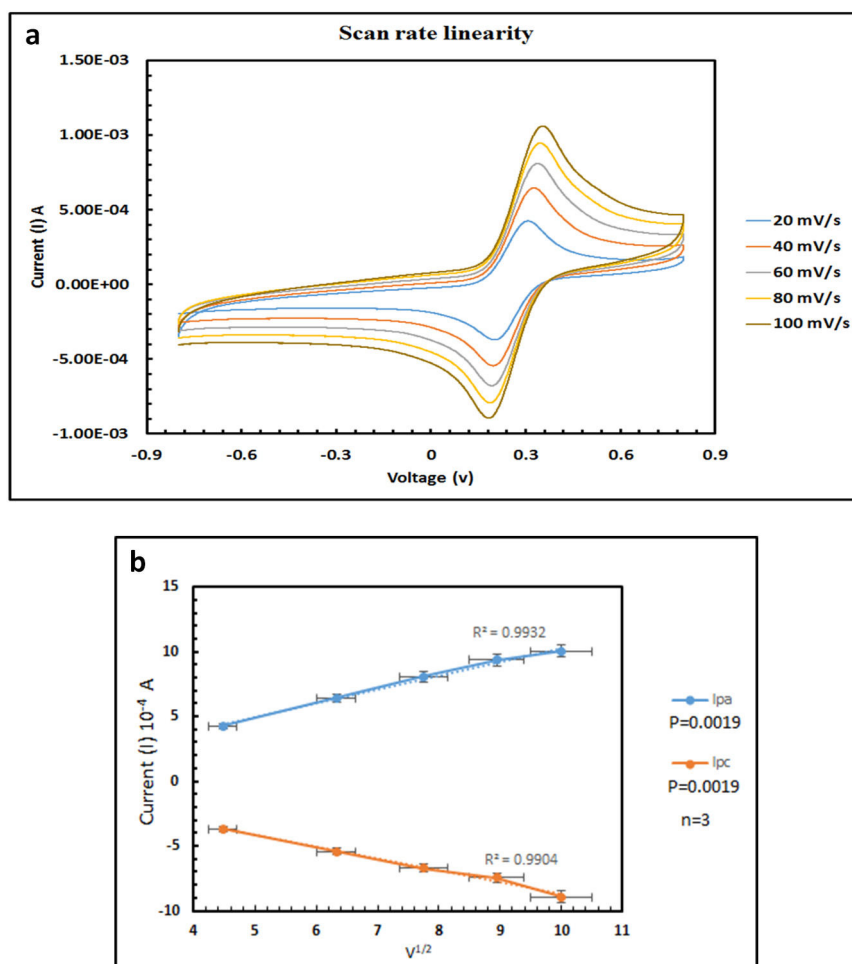 a
Scan rate linearity
1.50E-03
1.00E-03
5.00E-04
0.00E+00
-5.00E-04
-1.00E-03
Current (I) A
-0.9 -0.6 -0.3 0 0.3 0.6 0.9
Voltage (v)
20 mV/s
40 mV/s
60 mV/s
80 mV/s
100 mV/s
b
15
10
5
0
-5
-10
Current (I) 10⁻⁴ A
R² = 0.9932
R² = 0.9904
4 5 6 7 8 9 10 11
V¹/²
Ipa
P=0.0019
Ipc
P=0.0019
n=3